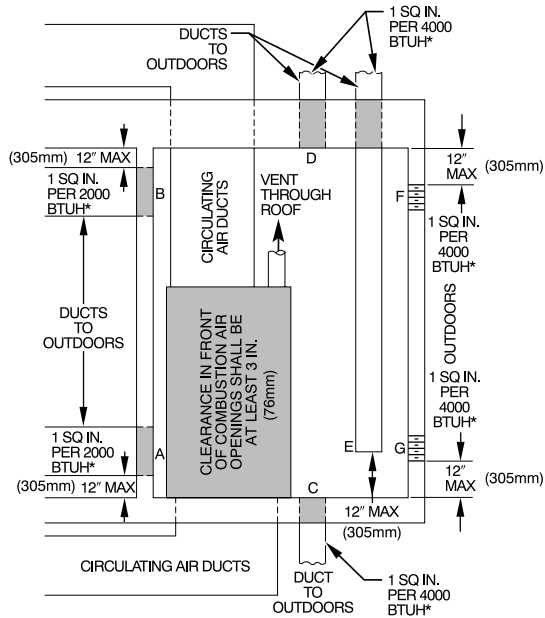 1 SQ IN.
PER 4000
BTUH*
DUCTS
TO
OUTDOORS
(305mm) 12″ MAX
1 SQ IN.
PER 2000
BTUH*
B
DUCTS
TO
OUTDOORS
1 SQ IN.
PER 2000
BTUH*
A
(305mm) 12″ MAX
CIRCULATING
AIR DUCTS
VENT
THROUGH
ROOF
D
CLEARANCE IN FRONT
OF COMBUSTION AIR
OPENINGS SHALL BE
AT LEAST 3 IN.
(76mm)
12″
MAX
(305mm)
F
1 SQ IN.
PER
4000
BTUH*
OUTDOORS
1 SQ IN.
PER
4000
BTUH*
E
G
12″
MAX
(305mm)
C
12″ MAX
(305mm)
CIRCULATING AIR DUCTS
DUCT
TO
OUTDOORS
1 SQ IN.
PER 4000
BTUH*